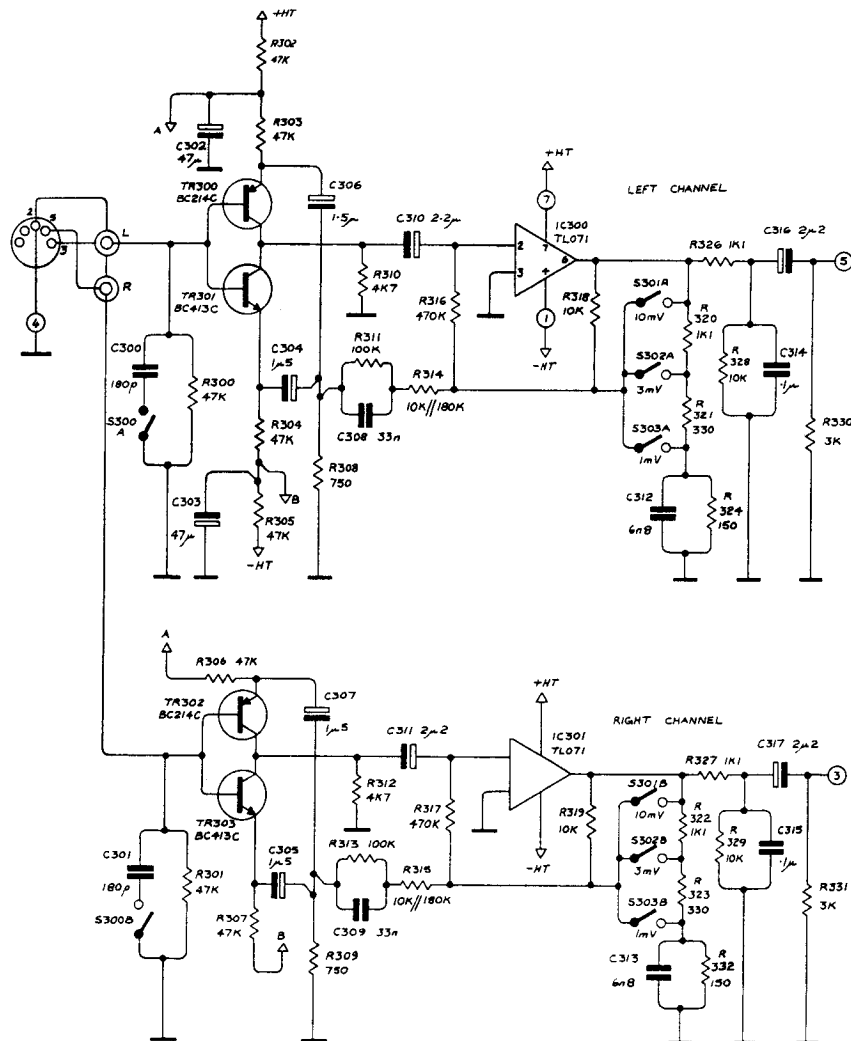 +HT
R302
47K
A
C302
47µ
R303
47K
TR300
BC214C
C306
1·5µ
2
5
3
L
R
4
TR301
BC413C
C310 2·2µ
R310
4K7
R316
470K
+HT
7
2
7
6
3
+
IC300
TL071
1
-HT
LEFT CHANNEL
R326 1K1
C316 2µ2
5
R318
10K
S301A
10mV
R
320
1K1
S302A
3mV
R
321
330
S303A
1mV
R
328
10K
C314
·1µ
R330
3K
C300
180p
S300
A
R300
47K
C304
1µ5
R311
100K
R314
10K//180K
C308 33n
R304
47K
R308
750
B
C303
47µ
R305
47K
-HT
C312
6n8
R
324
150
A
R306 47K
TR302
BC214C
C307
1µ5
C311 2µ2
R312
4K7
R317
470K
+HT
IC301
TL071
-HT
RIGHT CHANNEL
R327 1K1
C317 2µ2
3
R319
10K
S301B
10mV
R
322
1K1
S302B
3mV
R
323
330
S303B
1mV
R
329
10K
C315
·1µ
R331
3K
TR303
BC413C
C305
1µ5
R313 100K
R315
10K//180K
C309 33n
C301
180p
S300B
R301
47K
R307
47K
B
R309
750
C313
6n8
R
332
150